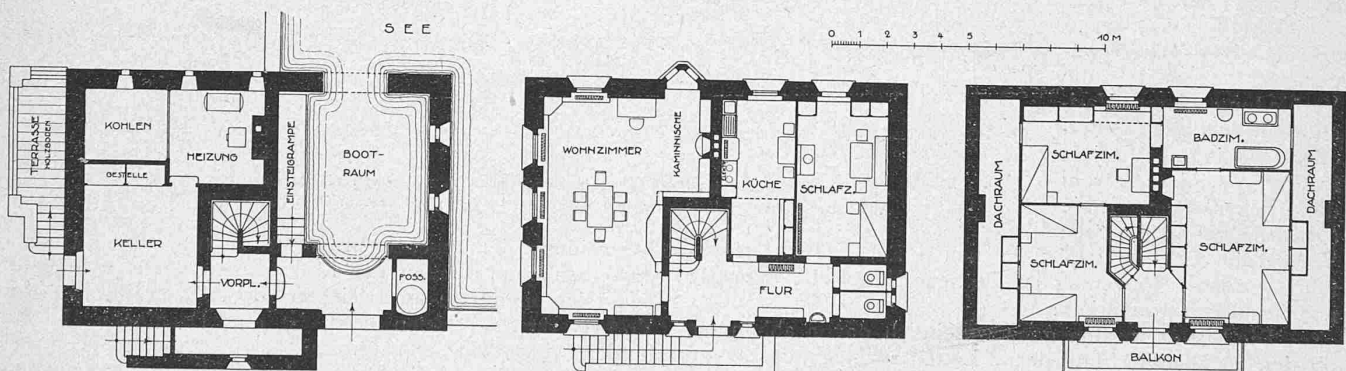 SEE
TERRASSE
HOLZBODEN
KOHLEN
HEIZUNG
OESTELLE
KELLER
VORPL.
EINSTEIGRAMPE
BOOT-
RAUM
FOSS.
WOHNZIMMER
KAMINNISCHE
KÜCHE
SCHLAFZ.
FLUR
0 1 2 3 4 5 10 M
DACHRAUM
SCHLAFZIM.
BADZIM.
DACHRAUM
SCHLAFZIM.
SCHLAFZIM.
BALKON